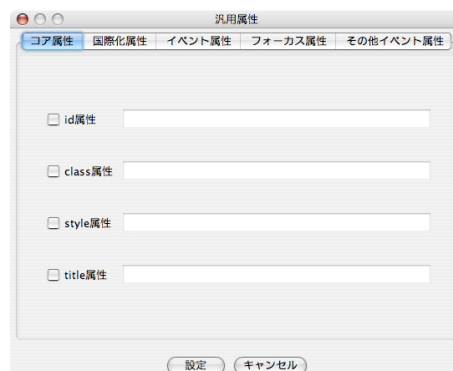 汎用属性
コア属性 国際化属性 イベント属性 フォーカス属性 その他イベント属性
id属性
class属性
style属性
title属性
設定 キャンセル